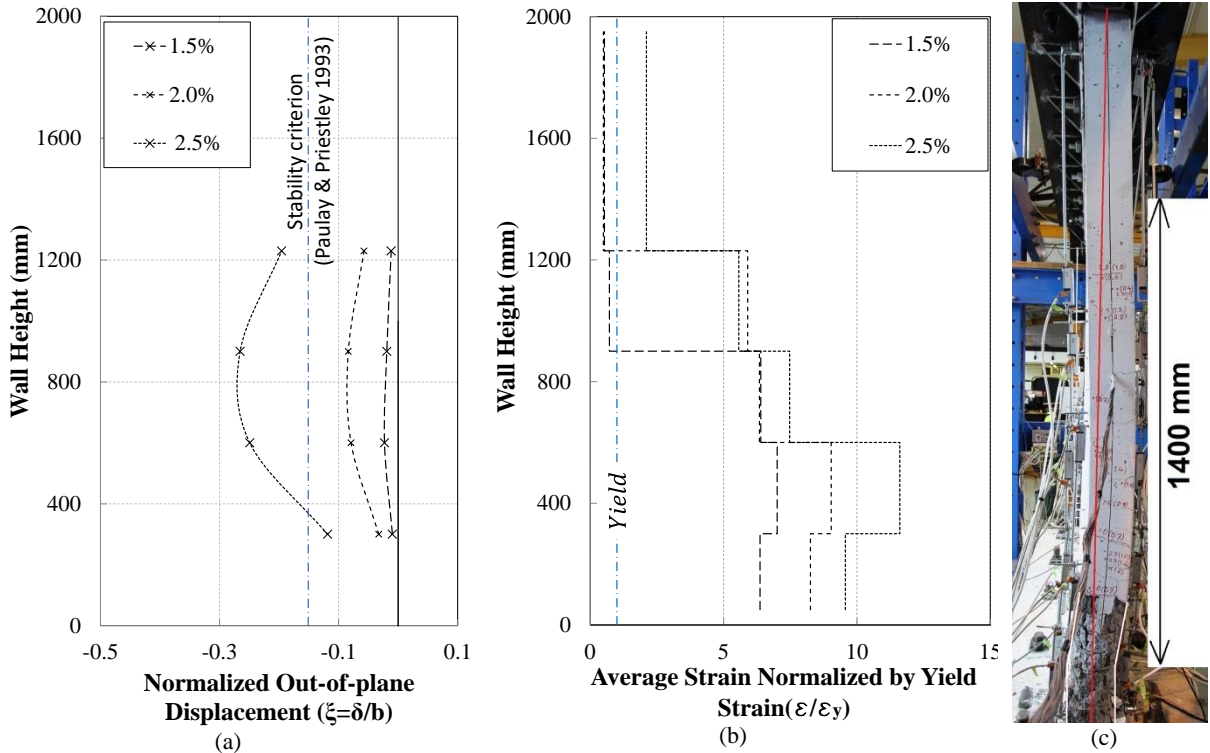 (a)
2000
1600
1200
800
400
0
Wall Height (mm)
1.5%
2.0%
2.5%
Stability criterion
(Paulay & Priestley 1993)
-0.5
-0.3
-0.1
0.1
Normalized Out-of-plane
Displacement (ξ=δ/b)
(a)
(b)
2000
1600
1200
800
400
0
Wall Height (mm)
1.5%
2.0%
2.5%
Yield
0
5
10
15
Average Strain Normalized by Yield
Strain(ε/εy)
(b)
1400 mm
(c)